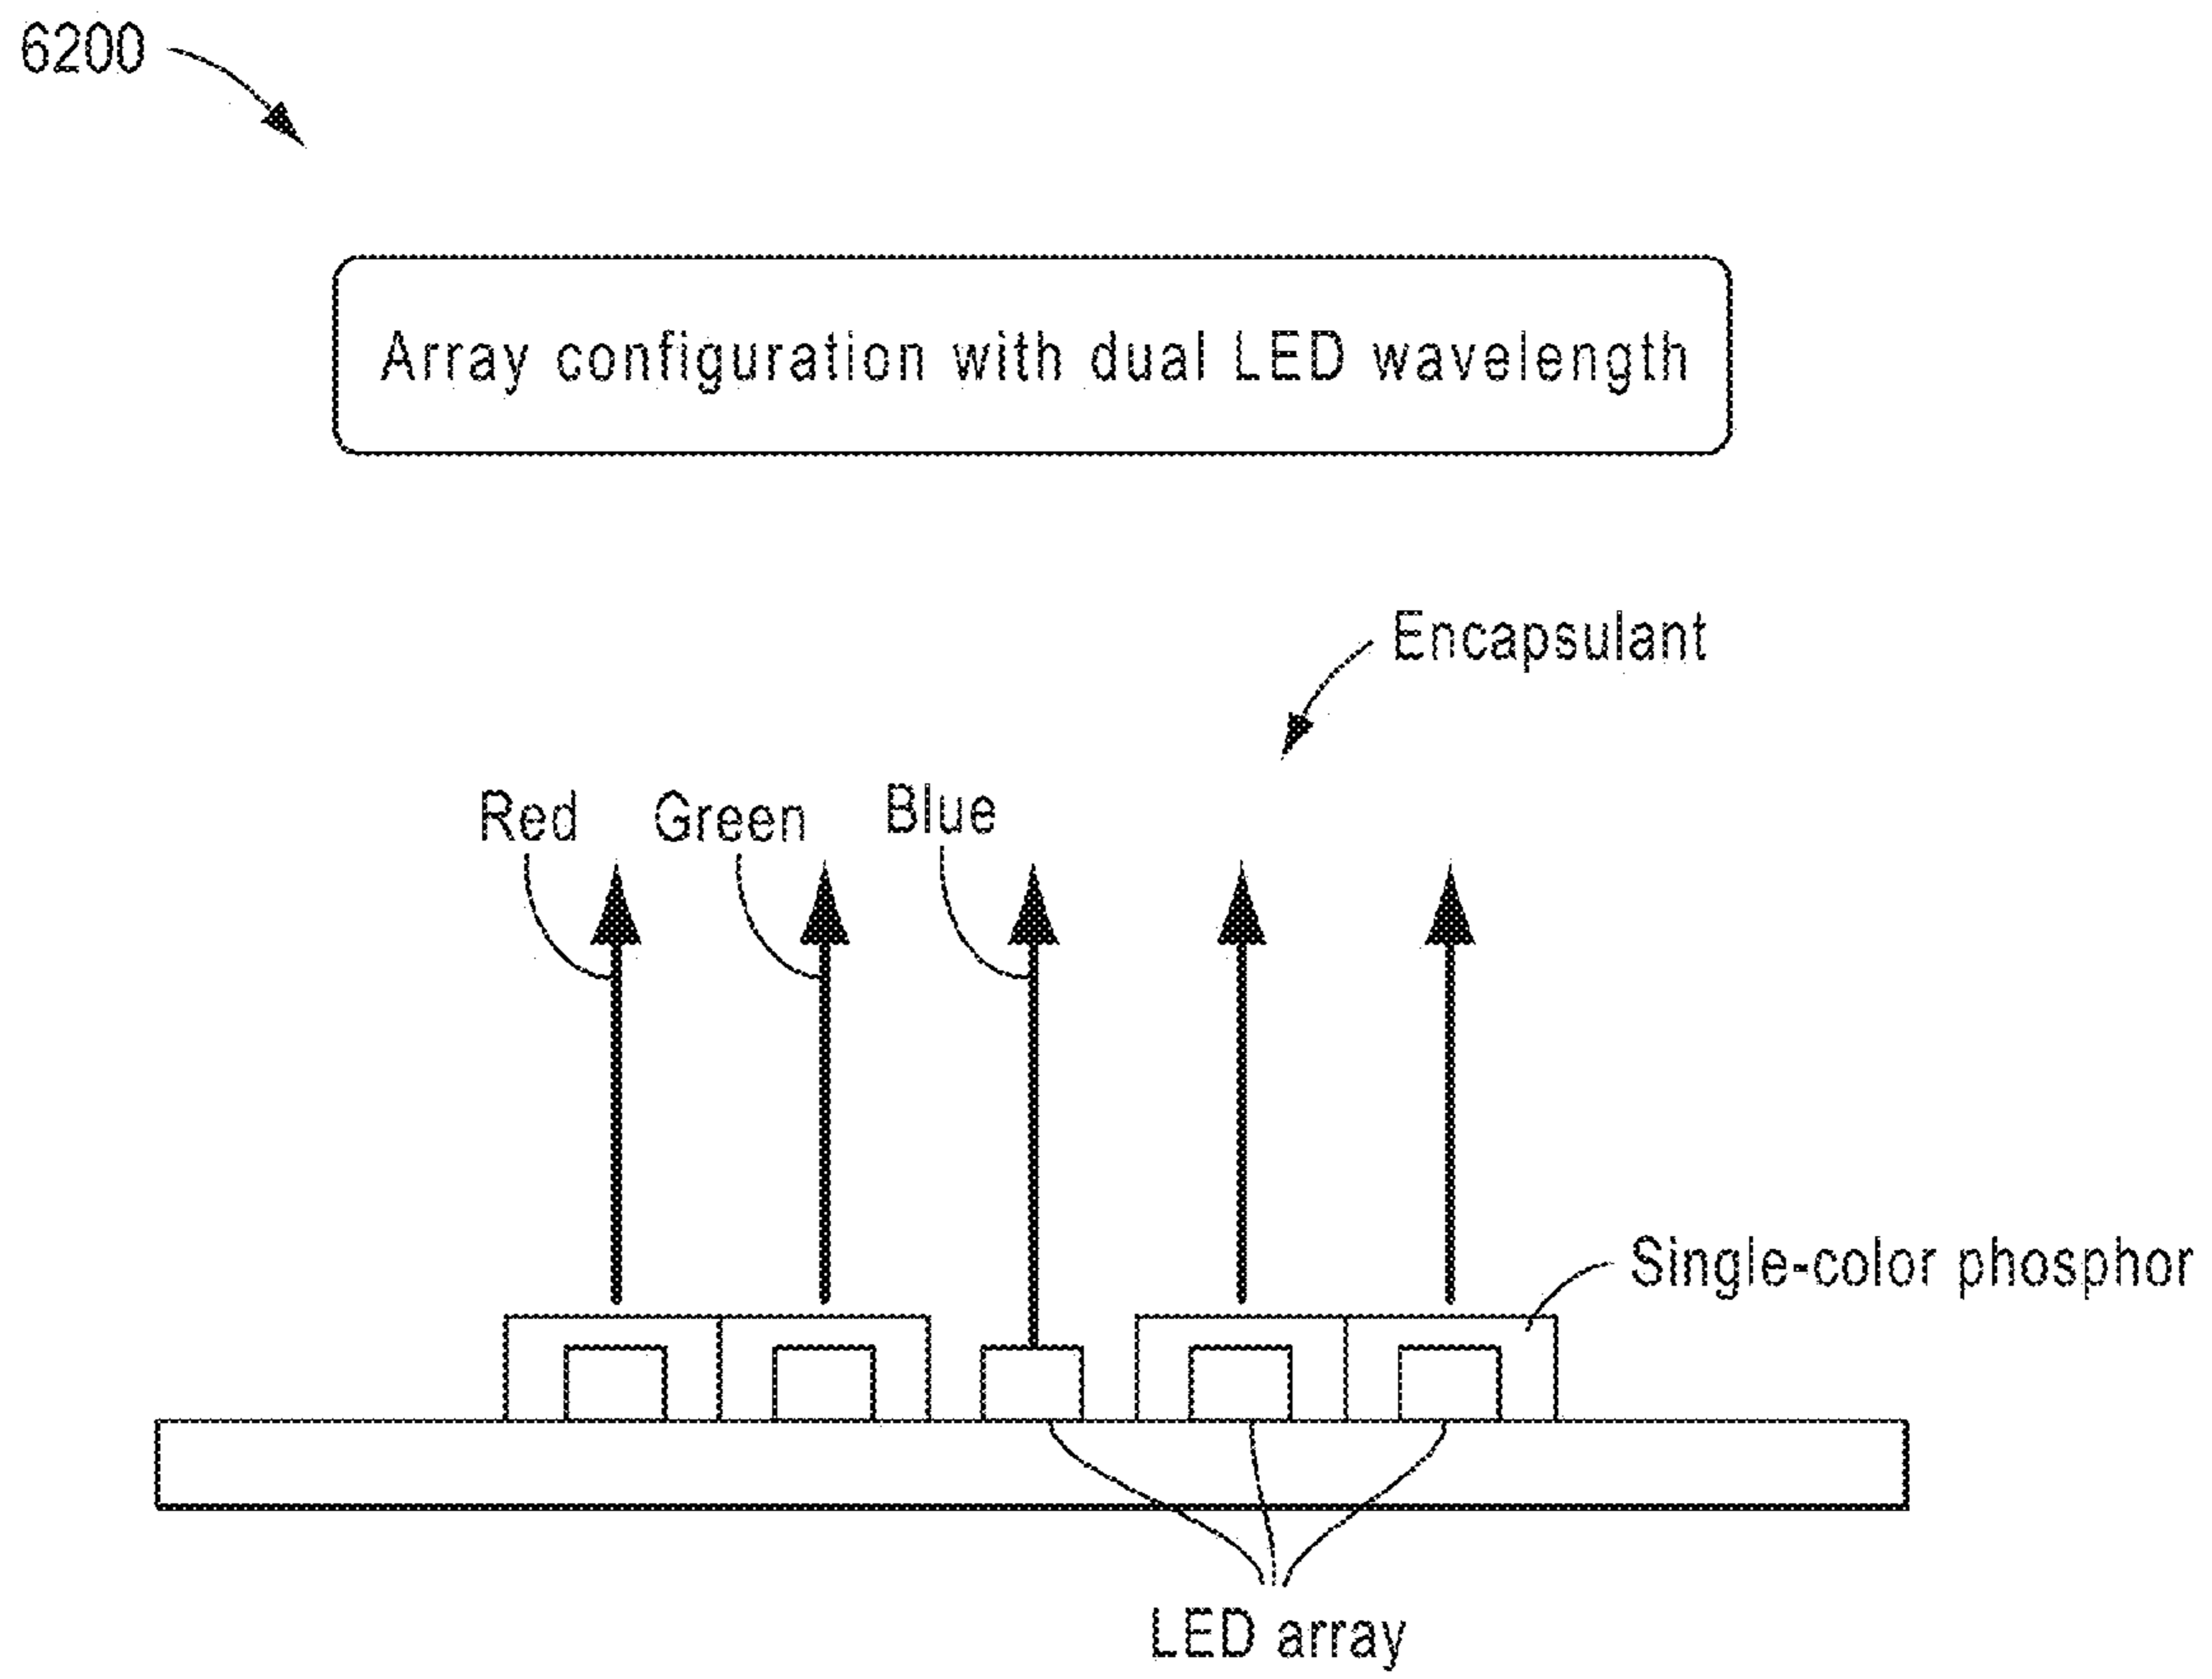 6200
Array configuration with dual LED wavelength
Encapsulant
Red
Green
Blue
Single-color phosphor
LED array